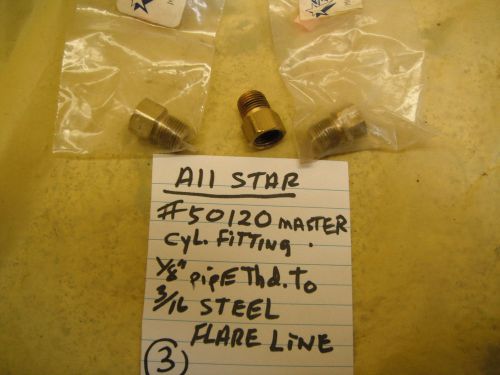 All STAR
#50120 MASTER
CyL. FITTING.
1/8" PIPE Thd. To
3/16 STEEL
FLARE LINE
(3)